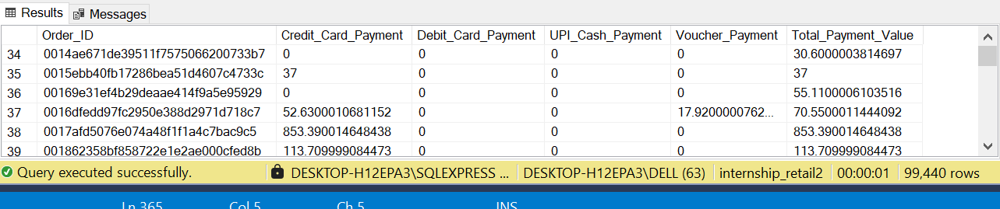 Results Messages
Order_ID Credit_Card_Payment Debit_Card_Payment UPI_Cash_Payment Voucher_Payment Total_Payment_Value
34 0014ae671de39511f7575066200733b7 0 0 0 0 30.6000003814697
35 0015ebb40fb17286bea51d4607c4733c 37 0 0 0 37
36 00169e31ef4b29deaae414f9a5e95929 0 0 0 0 55.1100006103516
37 0016dfedd97fc2950e388d2971d718c7 52.6300010681152 0 0 17.9200000762... 70.5500011444092
38 0017afd5076e074a48f1f1a4c7bac9c5 853.390014648438 0 0 0 853.390014648438
39 001862358bf858722e1e2ae000cfed8b 113.709999084473 0 0 0 113.709999084473
Query executed successfully. DESKTOP-H12EPA3\SQLEXPRESS ... DESKTOP-H12EPA3\DELL (63) internship_retail2 00:00:01 99,440 rows
Ln 365 Col 5 Ch 5 INS